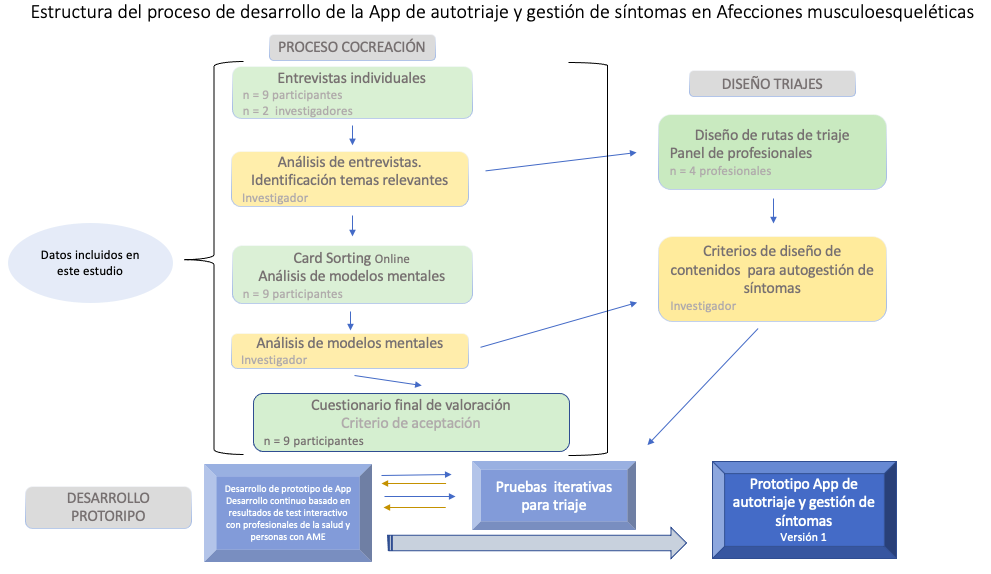 Estructura del proceso de desarrollo de la App de autotriaje y gestión de síntomas en Afecciones musculoesqueléticas
PROCESO COCREACIÓN
Entrevistas individuales
n = 9 participantes
n = 2 investigadores
Análisis de entrevistas.
Identificación temas relevantes
Investigador
Card Sorting Online
Análisis de modelos mentales
n = 9 participantes
Análisis de modelos mentales
Investigador
Cuestionario final de valoración
Criterio de aceptación
n = 9 participantes
Datos incluidos en
este estudio
DISEÑO TRIAJES
Diseño de rutas de triaje
Panel de profesionales
n = 4 profesionales
Criterios de diseño de
contenidos para autogestión de
síntomas
Investigador
DESARROLLO
PROTORIPO
Desarrollo de prototipo de App
Desarrollo continuo basado en
resultados de test interactivo
con profesionales de la salud y
personas con AME
Pruebas iterativas
para triaje
Prototipo App de
autotriaje y gestión de
síntomas
Versión 1